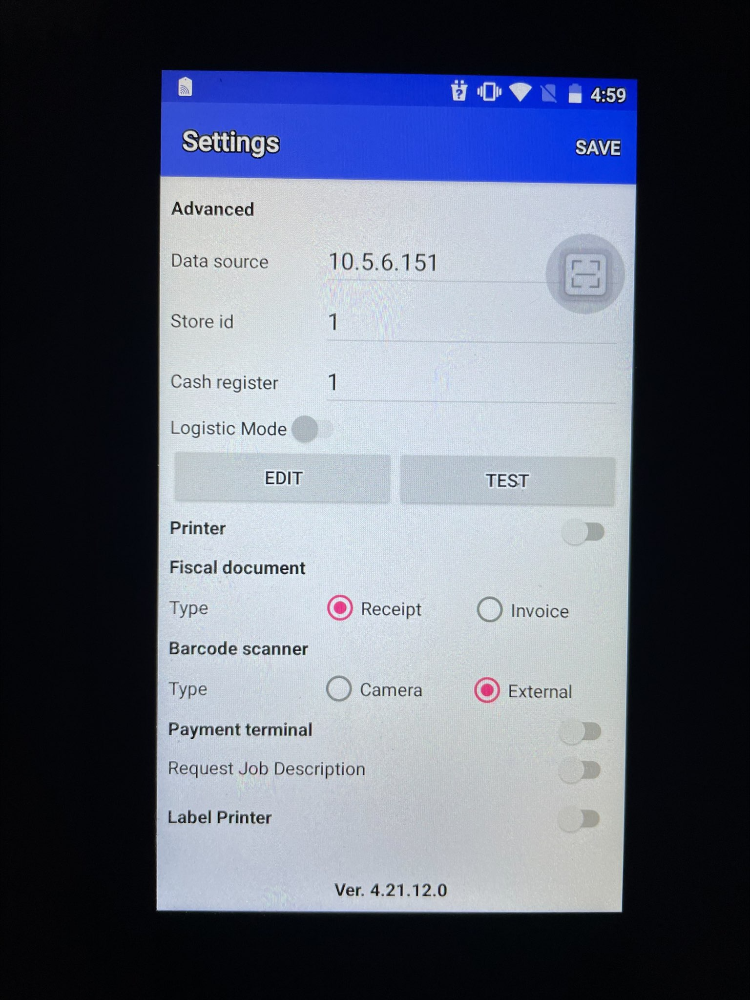 4:59
Settings
SAVE
Advanced
Data source 10.5.6.151
Store id 1
Cash register 1
Logistic Mode
EDIT TEST
Printer
Fiscal document
Type Receipt Invoice
Barcode scanner
Type Camera External
Payment terminal
Request Job Description
Label Printer
Ver. 4.21.12.0